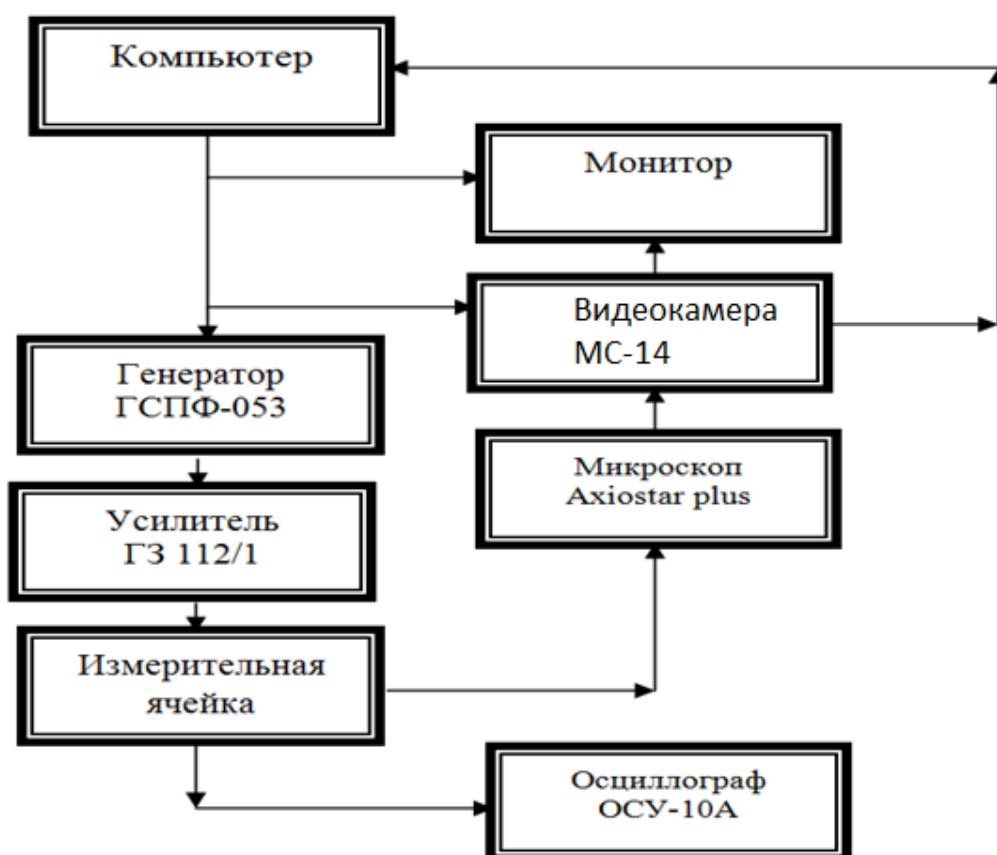 Компьютер
Монитор
Видеокамера
МС-14
Генератор
ГСПФ-053
Микроскоп
Axiostar plus
Усилитель
ГЗ 112/1
Измерительная
ячейка
Осциллограф
ОСУ-10А